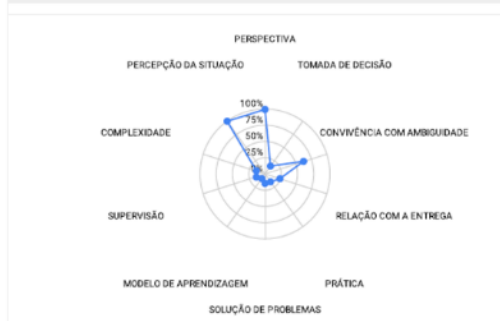 PERSPECTIVA
PERCEPÇÃO DA SITUAÇÃO
TOMADA DE DECISÃO
100%
75%
50%
25%
0%
COMPLEXIDADE
CONVIVÊNCIA COM AMBIGUIDADE
SUPERVISÃO
RELAÇÃO COM A ENTREGA
MODELO DE APRENDIZAGEM
PRÁTICA
SOLUÇÃO DE PROBLEMAS